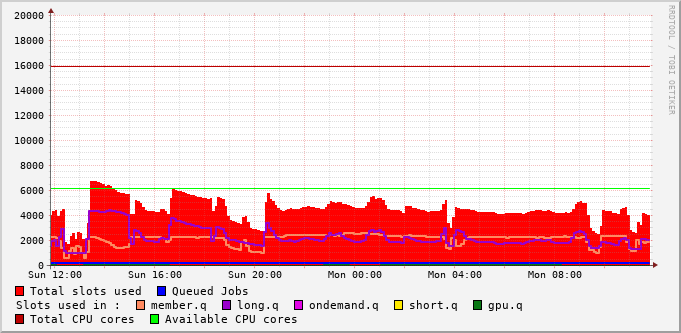 20000
18000
16000
14000
12000
10000
8000
6000
4000
2000
0
Sun 12:00 Sun 16:00 Sun 20:00 Mon 00:00 Mon 04:00 Mon 08:00
Total slots used Queued Jobs
Slots used in : member.q long.q ondemand.q short.q gpu.q
Total CPU cores Available CPU cores
RRDTOOL / TOBI OETIKER